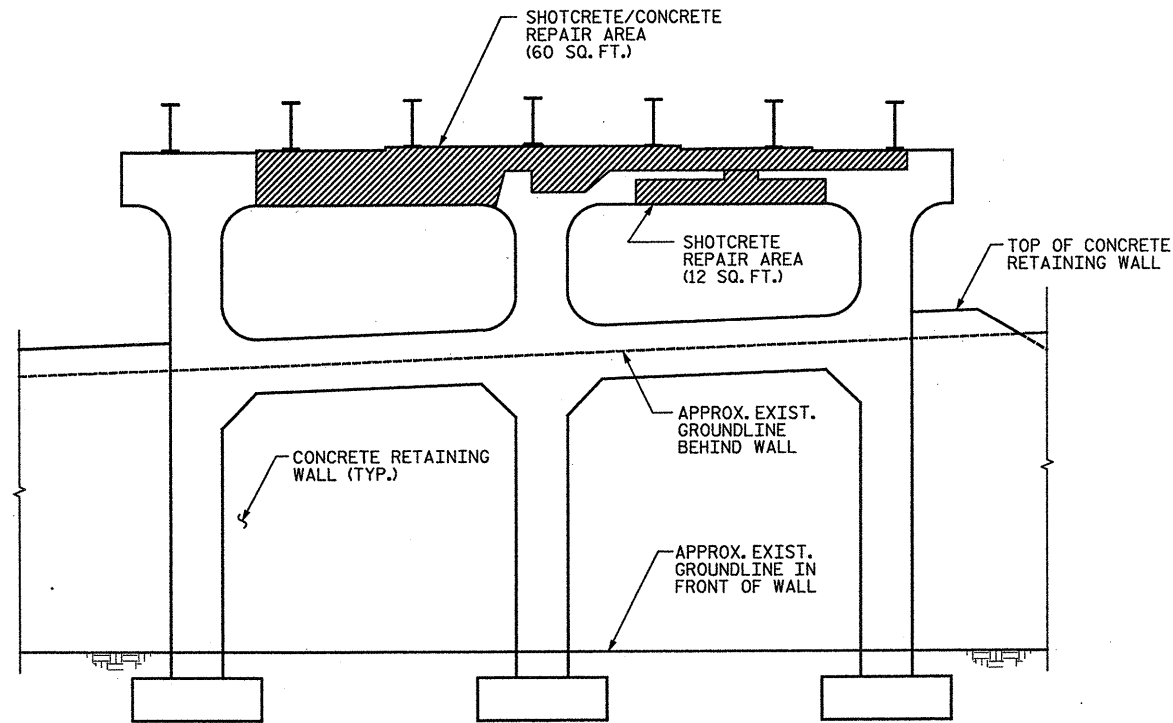 SHOTCRETE/CONCRETE
REPAIR AREA
(60 SQ. FT.)
SHOTCRETE
REPAIR AREA
(12 SQ. FT.)
TOP OF CONCRETE
RETAINING WALL
APPROX. EXIST.
GROUNDLINE
BEHIND WALL
CONCRETE RETAINING
WALL (TYP.)
APPROX. EXIST.
GROUNDLINE IN
FRONT OF WALL